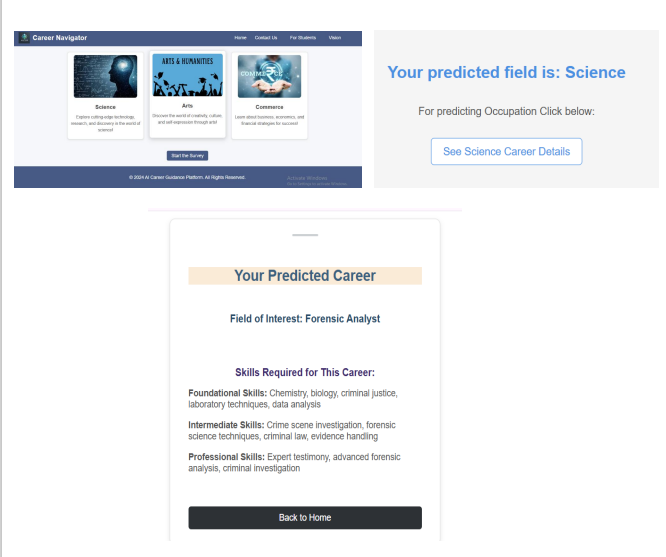 Career Navigator
Home Contact Us For Students Vision
ARTS & HUMANITIES
COMMERCE
Science
Explore cutting-edge technology,
research, and discovery in the world of
science!
Arts
Discover the world of creativity, culture,
and self-expression through arts!
Commerce
Learn about business, economics, and
financial strategies for success!
Start the Survey
© 2024 AI Career Guidance Platform. All Rights Reserved.
Activate Windows
Your predicted field is: Science
For predicting Occupation Click below:
See Science Career Details
Your Predicted Career
Field of Interest: Forensic Analyst
Skills Required for This Career:
Foundational Skills: Chemistry, biology, criminal justice,
laboratory techniques, data analysis
Intermediate Skills: Crime scene investigation, forensic
science techniques, criminal law, evidence handling
Professional Skills: Expert testimony, advanced forensic
analysis, criminal investigation
Back to Home